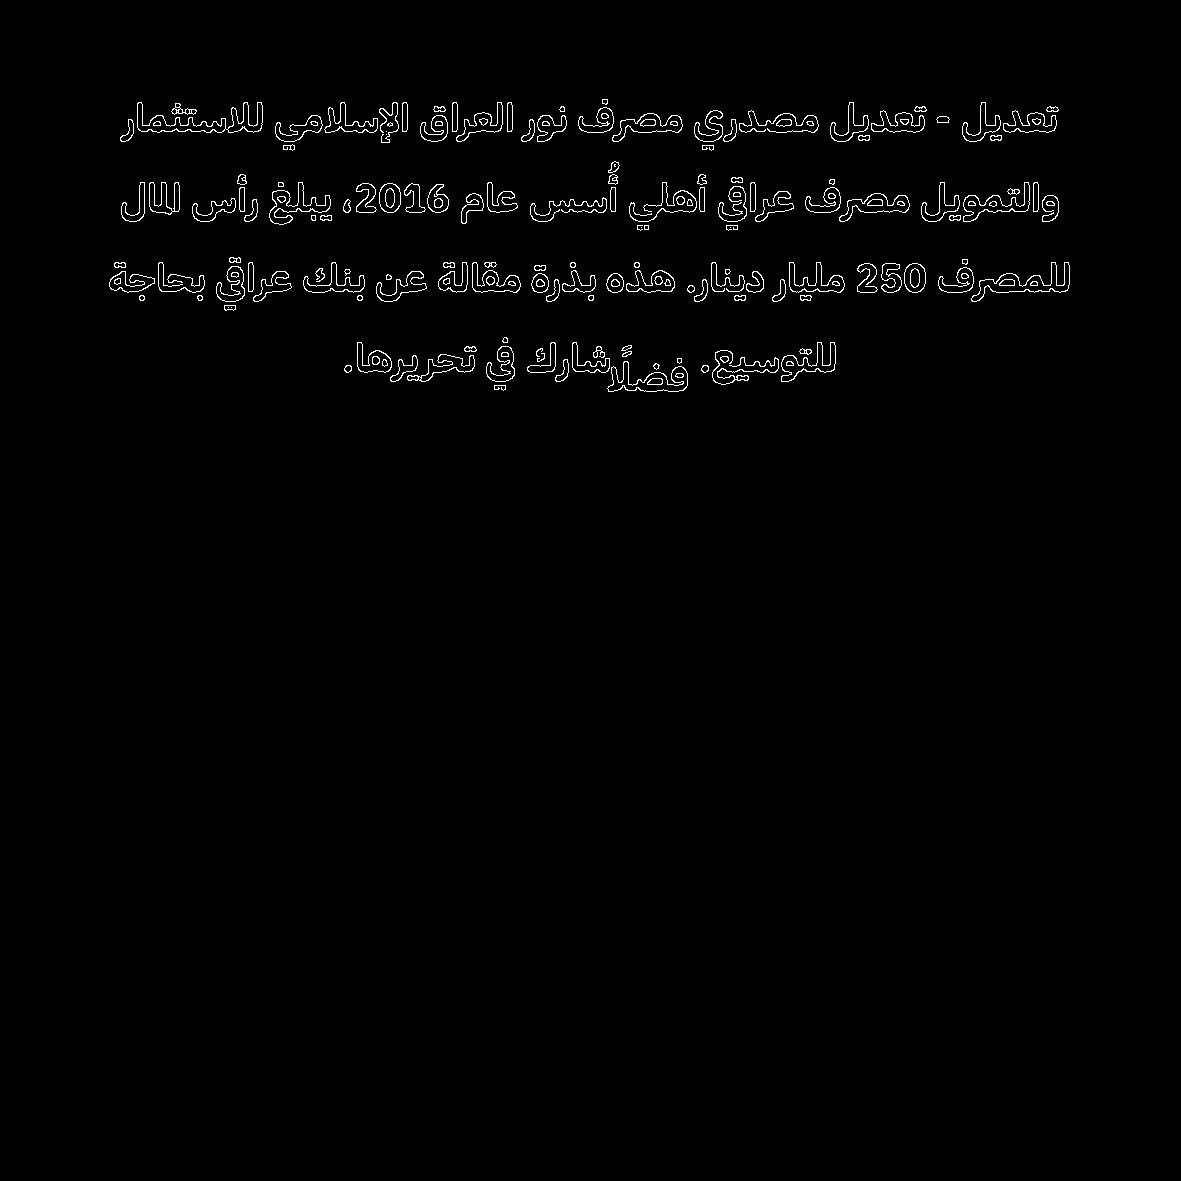 تعديل - تعديل مصدري مصرف نور العراق الإسلامي للاستثمار
والتمويل مصرف عراقي أهلي أُسس عام 2016، يبلغ رأس المال
للمصرف 250 مليار دينار. هذه بذرة مقالة عن بنك عراقي بحاجة
للتوسيع. فضلًا شارك في تحريرها.